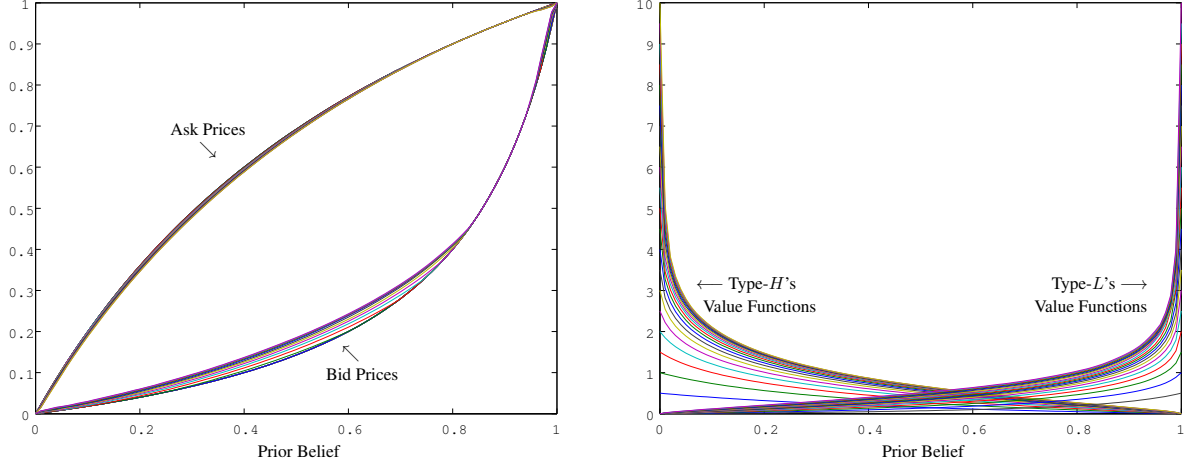 1
0.9
0.8
0.7
0.6
0.5
0.4
0.3
0.2
0.1
0
0 0.2 0.4 0.6 0.8 1
Prior Belief
Ask Prices
Bid Prices
10
9
8
7
6
5
4
3
2
1
0
0 0.2 0.4 0.6 0.8 1
Prior Belief
← Type-H's
Value Functions
Type-L's →
Value Functions